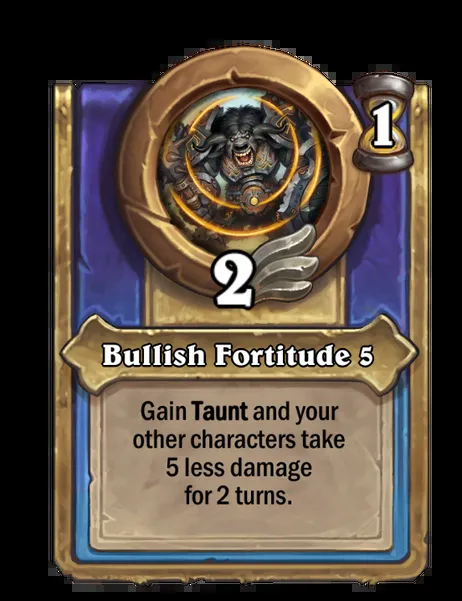 1
2
Bullish Fortitude 5
Gain Taunt and your
other characters take
5 less damage
for 2 turns.